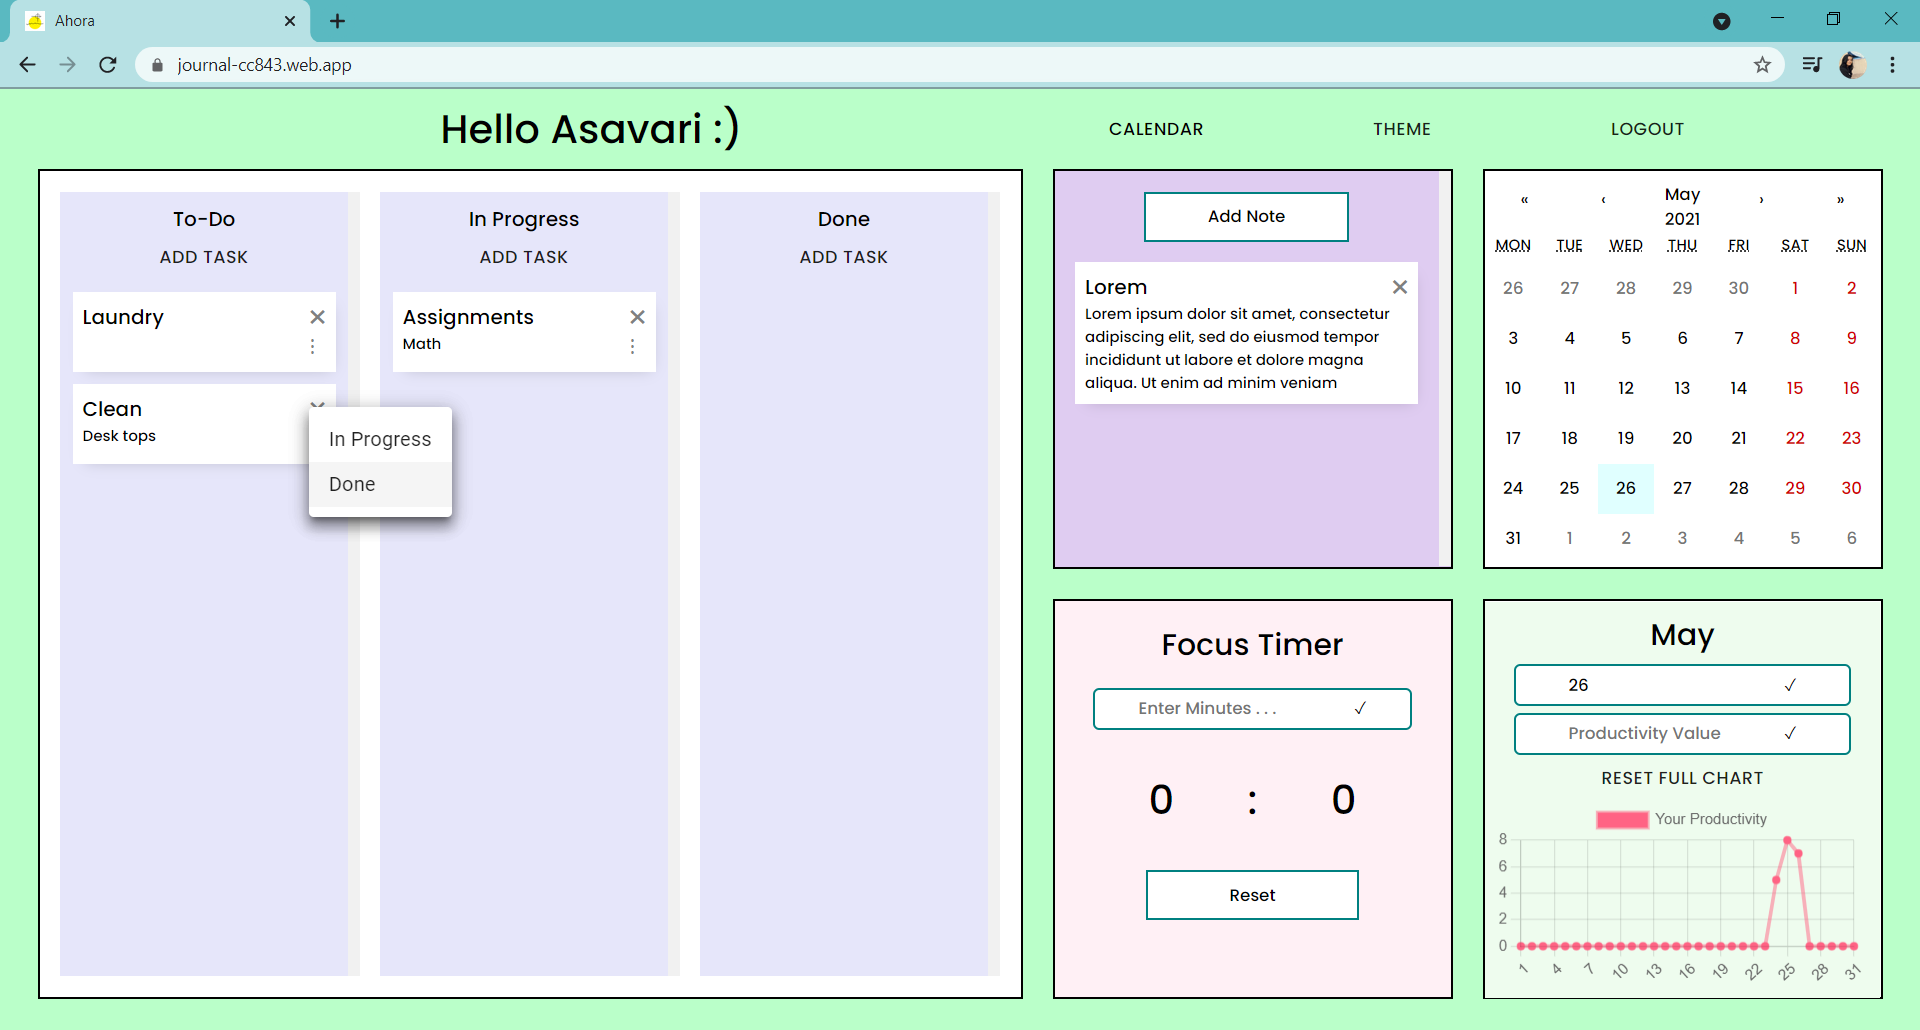 Ahora
journal-cc843.web.app
Hello Asavari :)
CALENDAR
THEME
LOGOUT
To-Do
ADD TASK
Laundry
Clean
Desk tops
In Progress
Done
In Progress
ADD TASK
Assignments
Math
Done
ADD TASK
Add Note
Lorem
Lorem ipsum dolor sit amet, consectetur
adipiscing elit, sed do eiusmod tempor
incididunt ut labore et dolore magna
aliqua. Ut enim ad minim veniam
« ‹ May › »
2021
MON TUE WED THU FRI SAT SUN
26 27 28 29 30 1 2
3 4 5 6 7 8 9
10 11 12 13 14 15 16
17 18 19 20 21 22 23
24 25 26 27 28 29 30
31 1 2 3 4 5 6
Focus Timer
Enter Minutes . . . ✓
0 : 0
Reset
May
26 ✓
Productivity Value ✓
RESET FULL CHART
Your Productivity
8
6
4
2
0
1 4 7 10 13 16 19 22 25 28 31